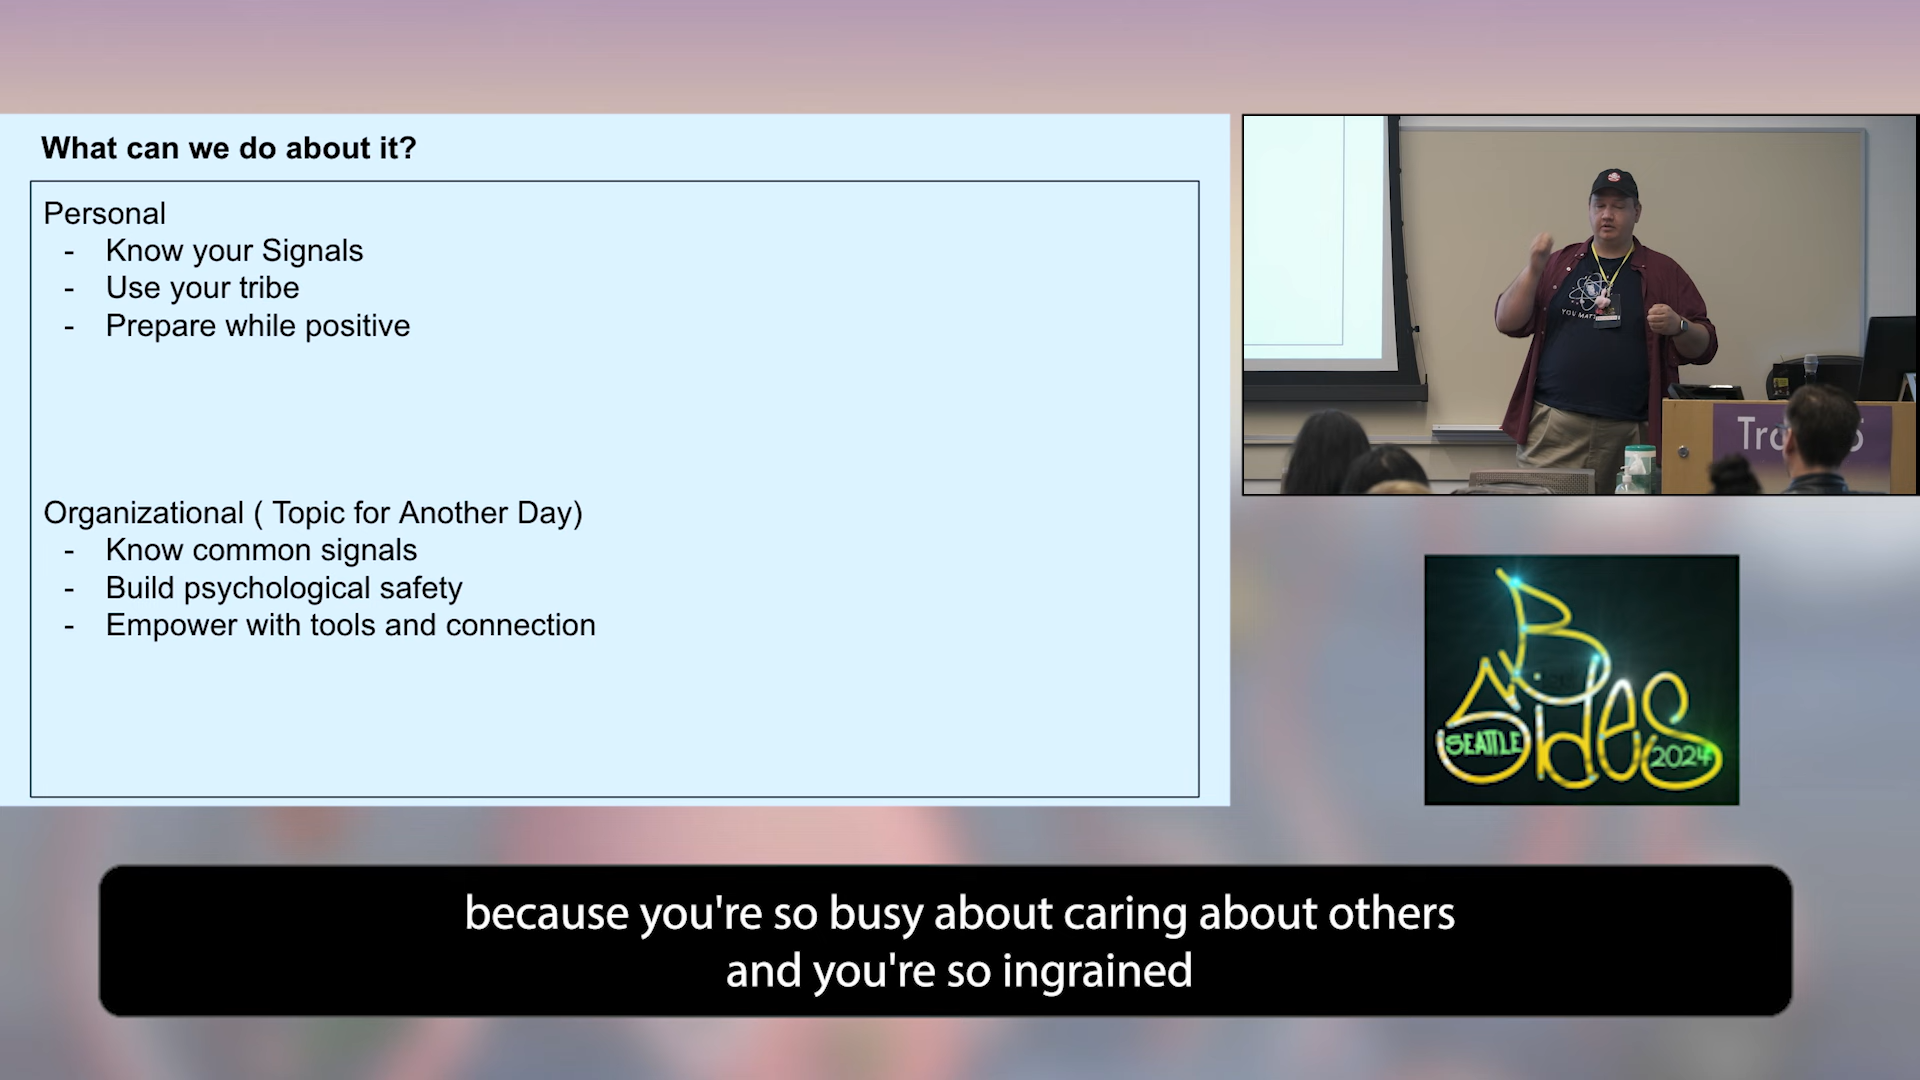 What can we do about it?
Personal
- Know your Signals
- Use your tribe
- Prepare while positive
Organizational ( Topic for Another Day)
- Know common signals
- Build psychological safety
- Empower with tools and connection
YOU MAT
B
Sides
SEATTLE
2024
because you're so busy about caring about others
and you're so ingrained